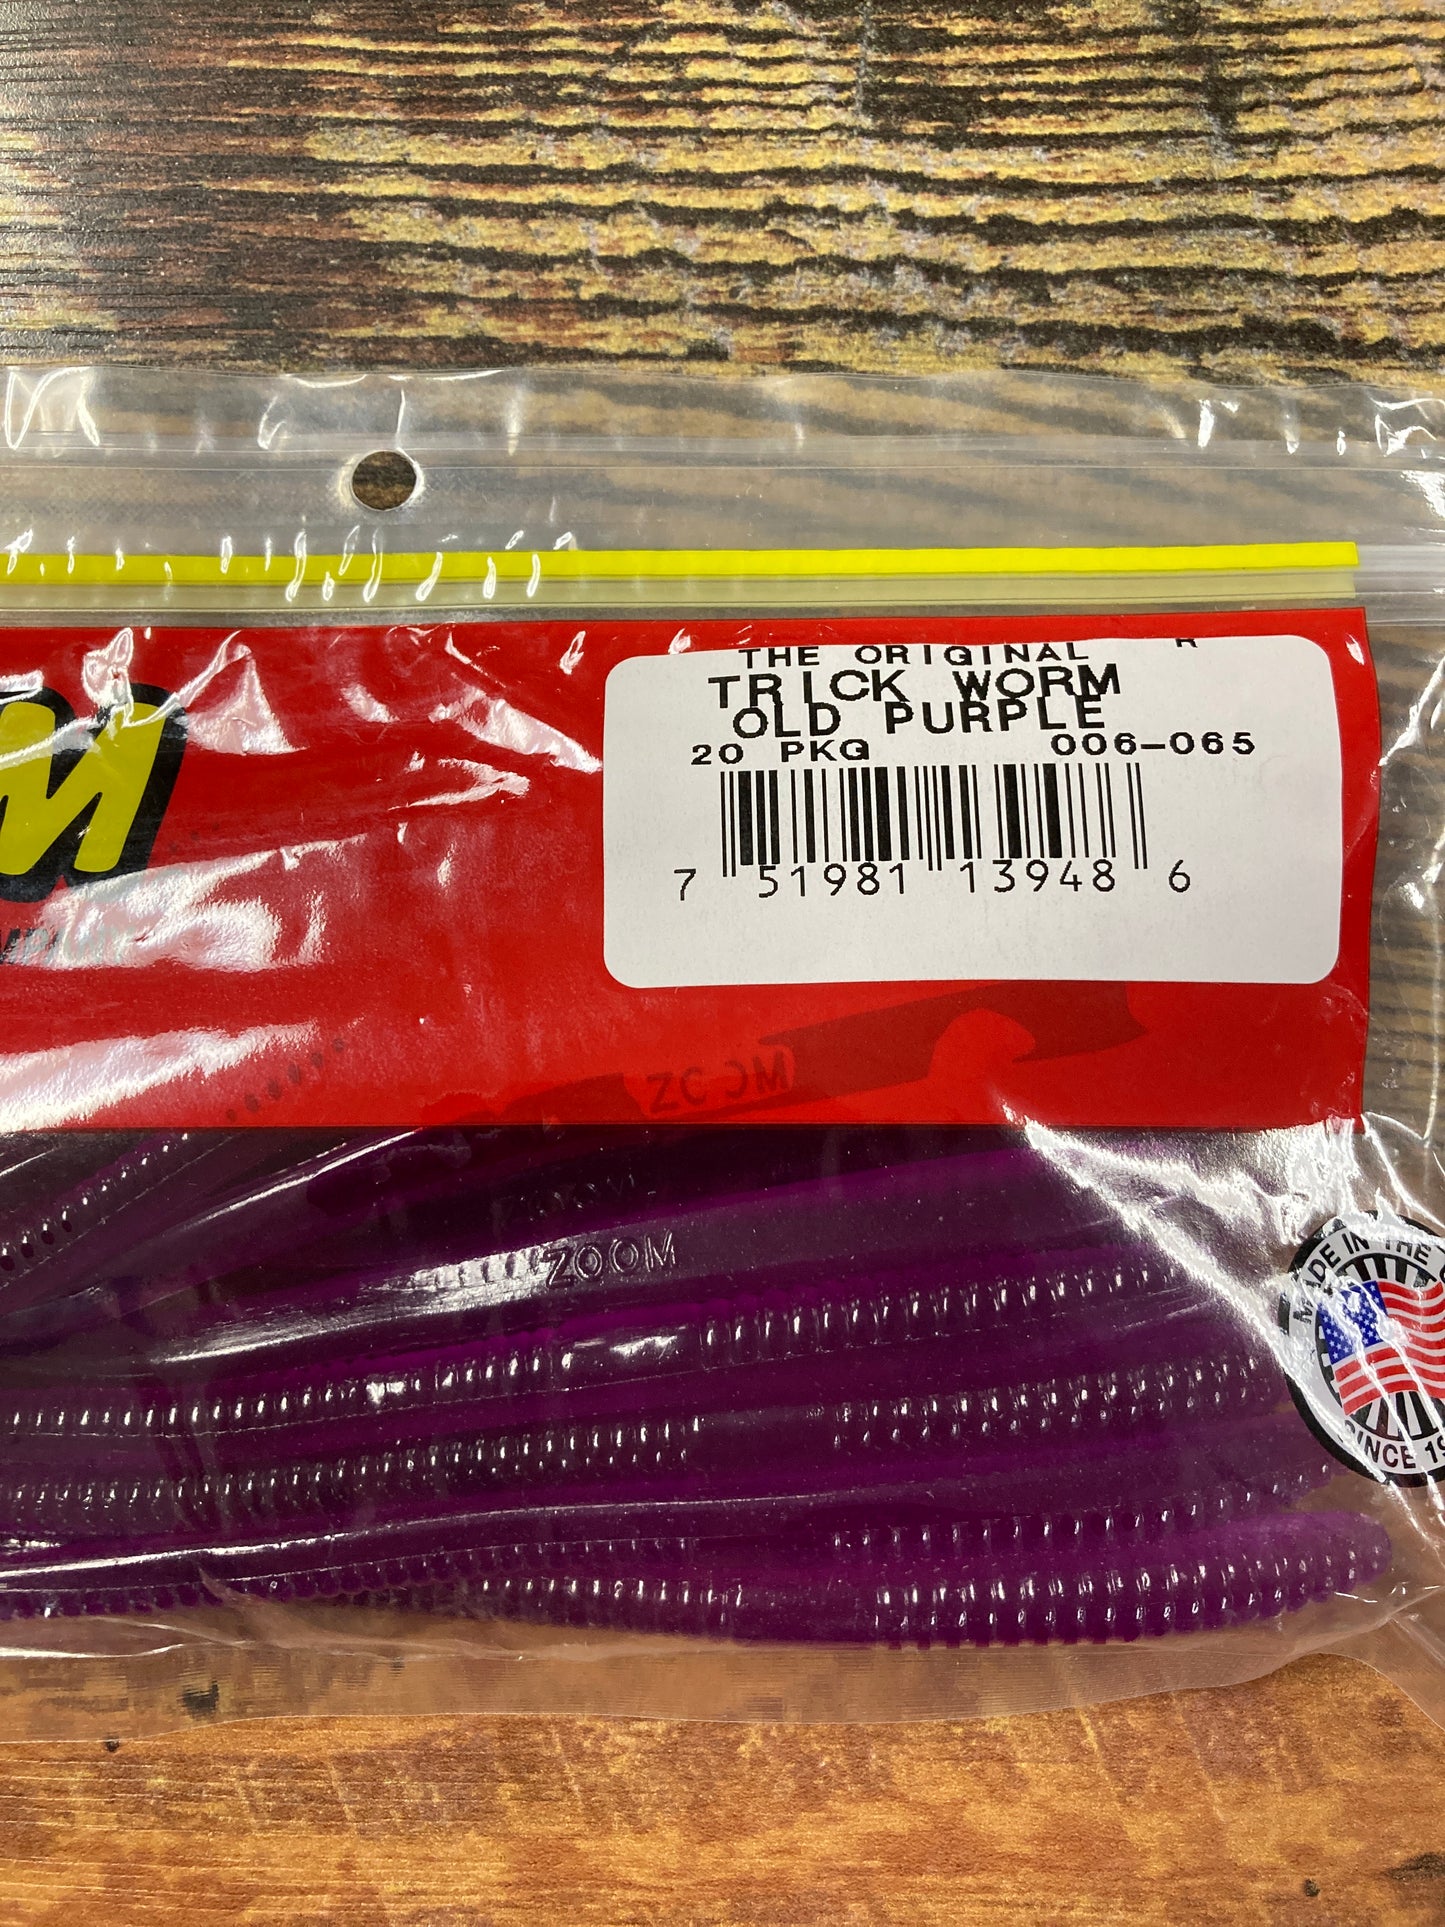 THE ORIGINAL R
TRICK WORM
OLD PURPLE
20 PKG 006-065
7 51981 13948 6
M
ZOOM
ZOOM
MADE IN THE
SINCE 19